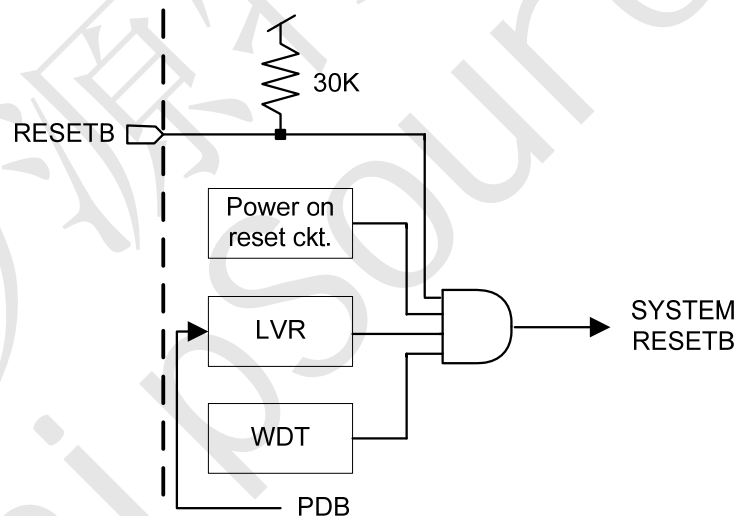 30K
RESETB
Power on
reset ckt.
LVR
SYSTEM
RESETB
WDT
PDB